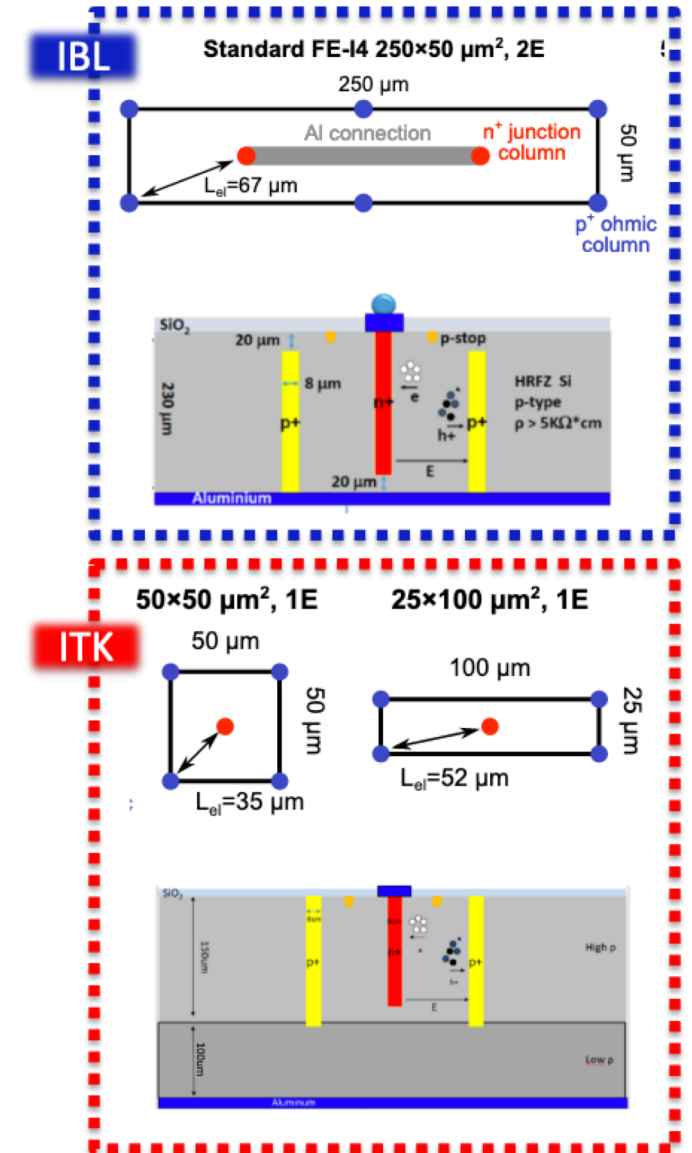 IBL
Standard FE-I4 250×50 μm², 2E
250 μm
Al connection
n⁺ junction
column
50 μm
Lₑₗ=67 μm
p⁺ ohmic
column
SiO₂
20 μm
p-stop
8 μm
230 μm
p+
n+
e
h+
p+
E
HRFZ Si
p-type
ρ > 5KΩ*cm
20 μm
Aluminium
ITK
50×50 μm², 1E
25×100 μm², 1E
50 μm
50 μm
Lₑₗ=35 μm
100 μm
25 μm
Lₑₗ=52 μm
SiO₂
150um
p+
n+
h+
p+
E
High ρ
100um
Low ρ
Aluminum